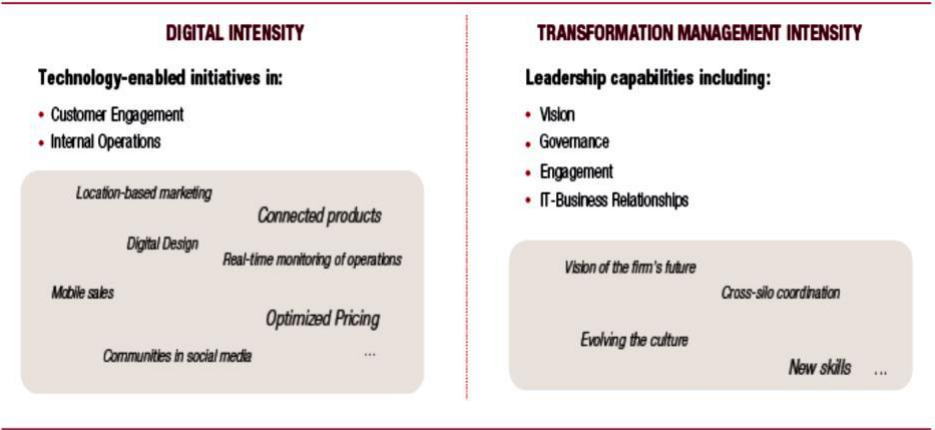 DIGITAL INTENSITY
Technology-enabled initiatives in:
• Customer Engagement
• Internal Operations
Location-based marketing
Connected products
Digital Design
Real-time monitoring of operations
Mobile sales
Optimized Pricing
Communities in social media
...
TRANSFORMATION MANAGEMENT INTENSITY
Leadership capabilities including:
• Vision
• Governance
• Engagement
• IT-Business Relationships
Vision of the firm's future
Cross-silo coordination
Evolving the culture
New skills ...